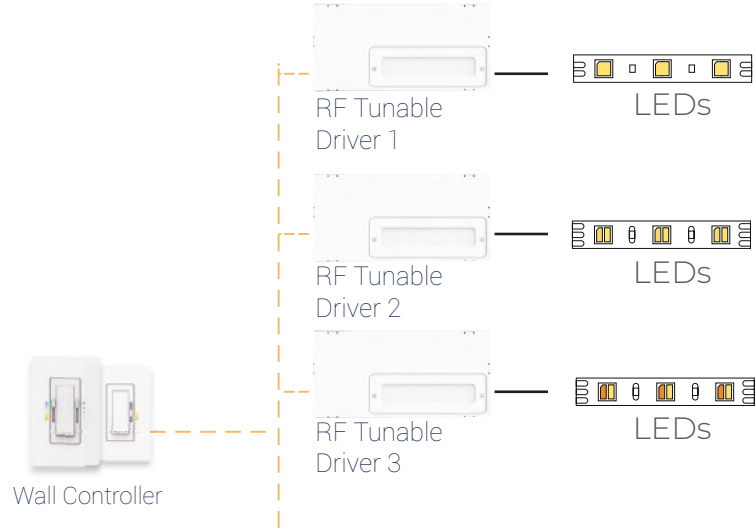 RF Tunable
Driver 1
LEDs
RF Tunable
Driver 2
LEDs
RF Tunable
Driver 3
LEDs
Wall Controller